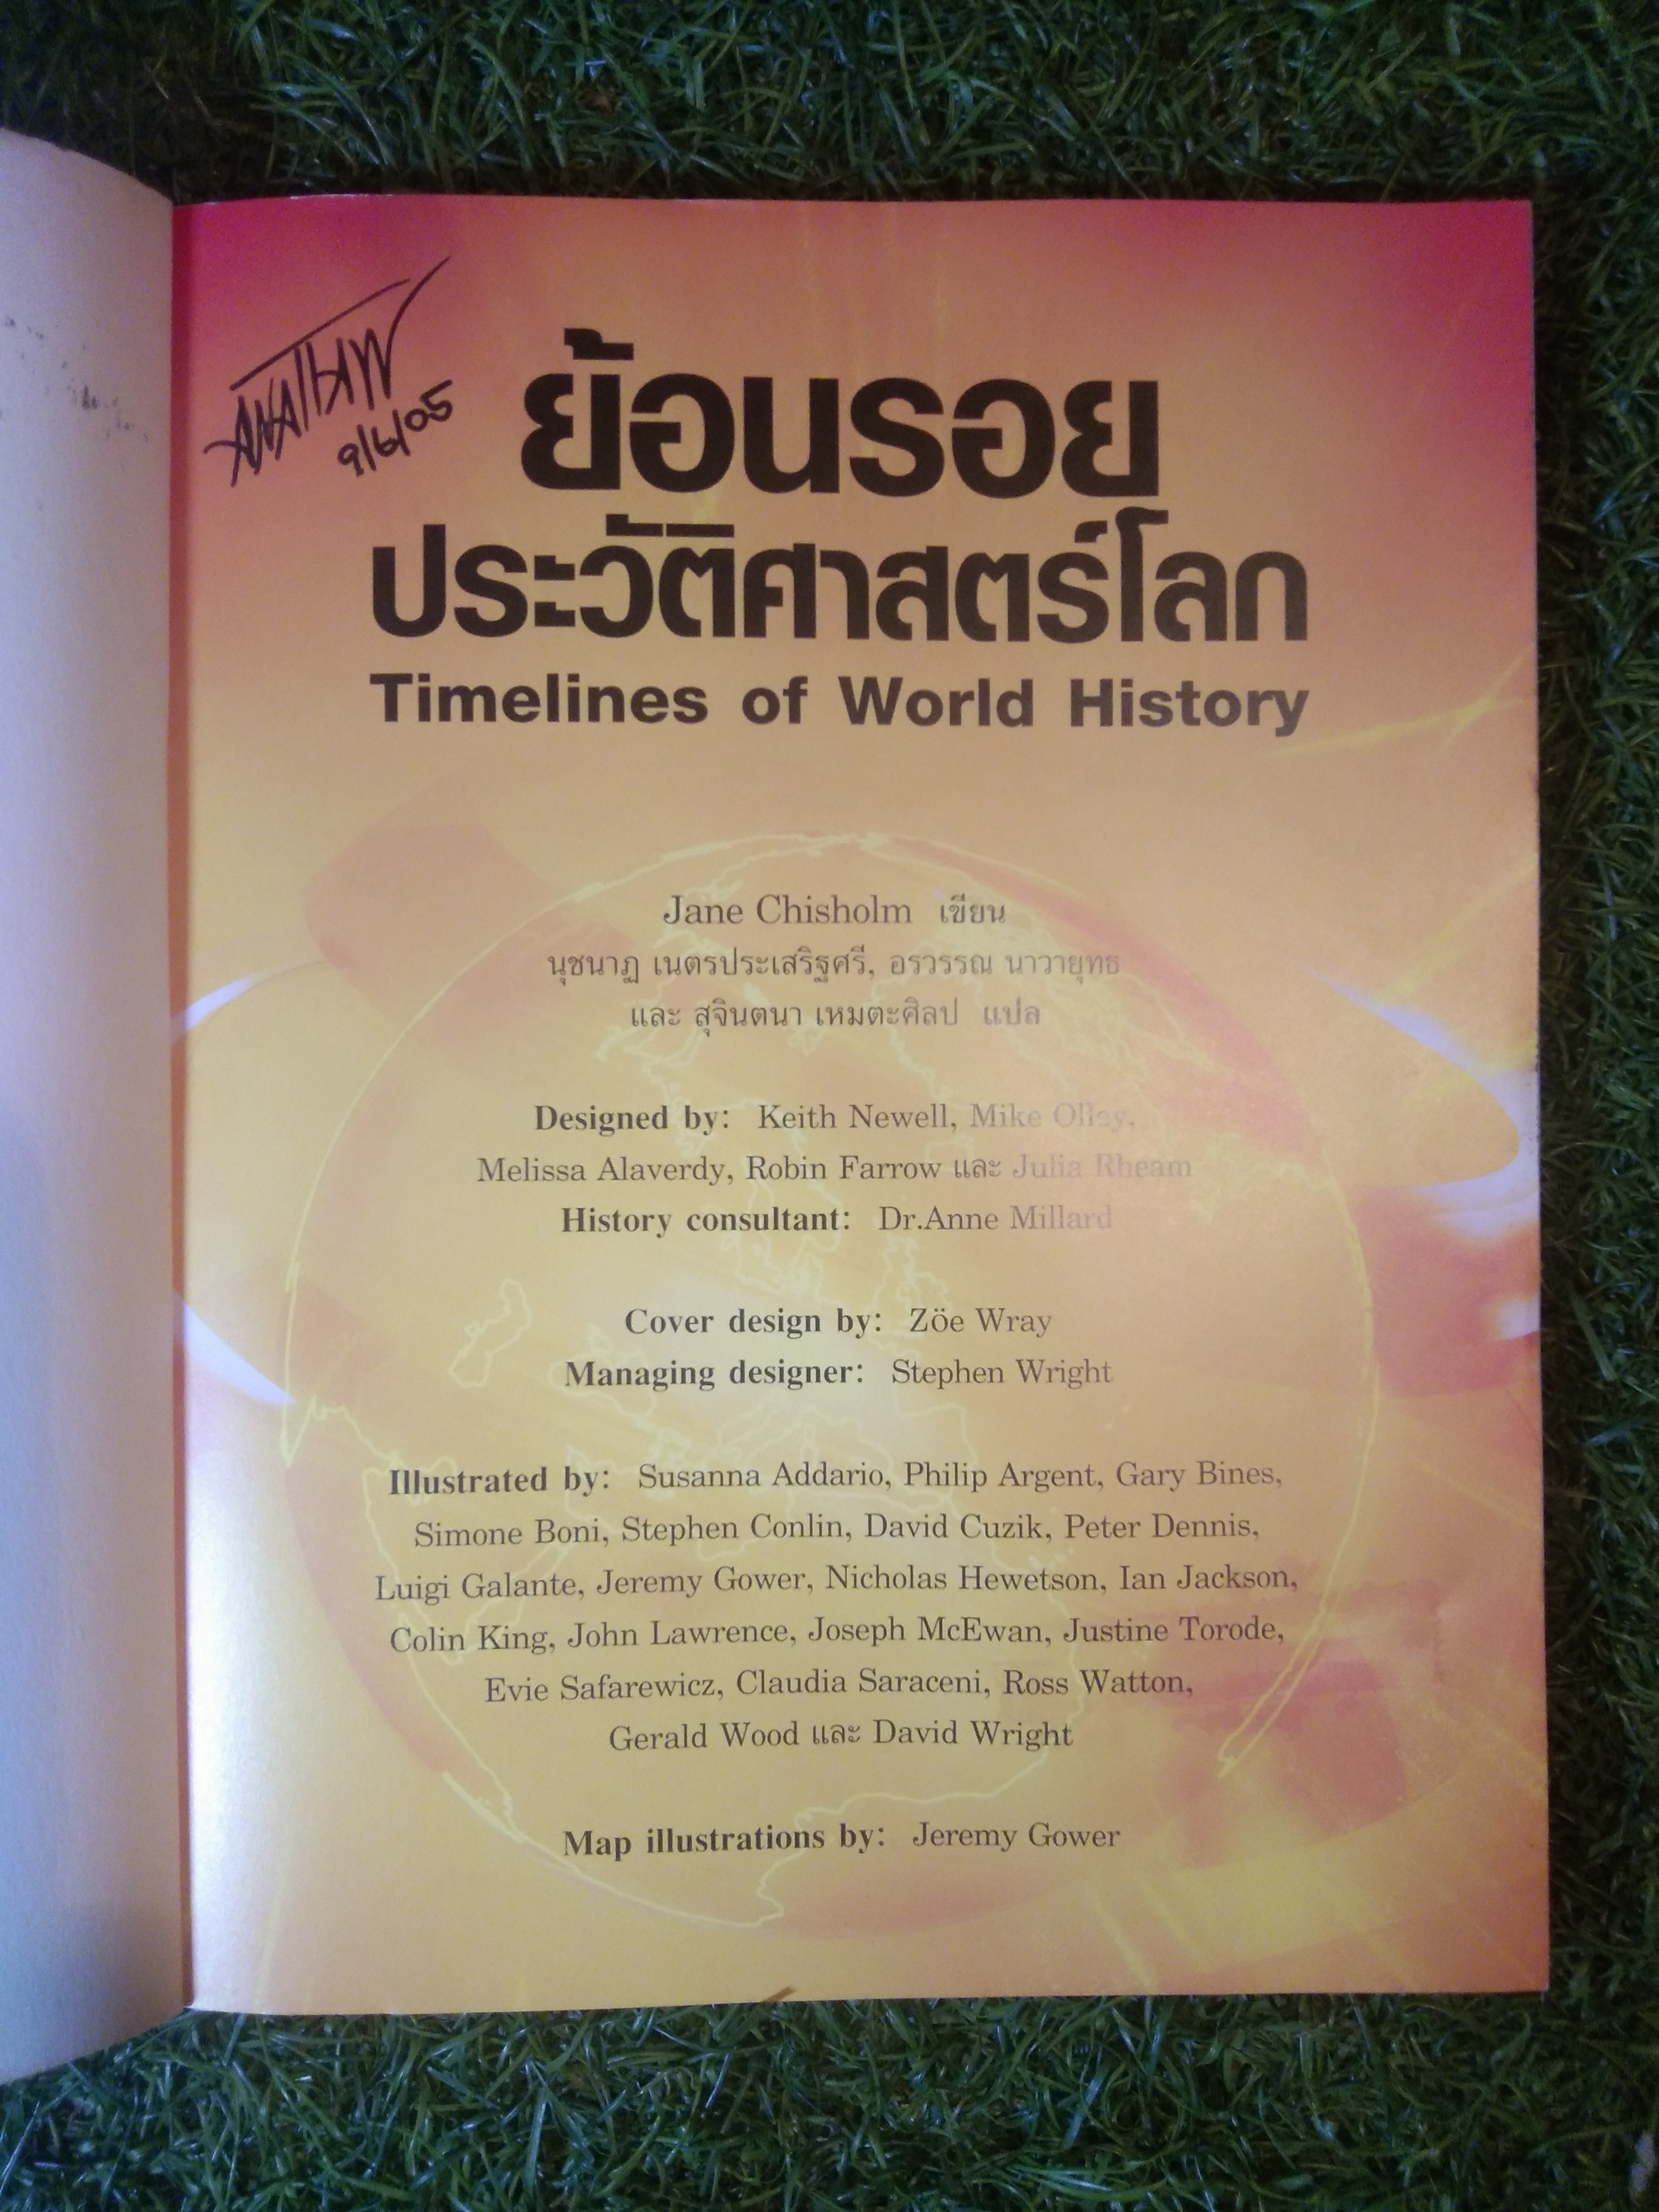 9/6/05
ย้อนรอย
ประวัติศาสตร์โลก
Timelines of World History
Jane Chisholm เขียน
นุชนาฏ เนตรประเสริฐศรี, อรวรรณ นาวายุทธ
และ สุจินตนา เหมตะศิลป แปล
Designed by: Keith Newell, Mike Olley,
Melissa Alaverdy, Robin Farrow และ Julia Rheam
History consultant: Dr.Anne Millard
Cover design by: Zöe Wray
Managing designer: Stephen Wright
Illustrated by: Susanna Addario, Philip Argent, Gary Bines,
Simone Boni, Stephen Conlin, David Cuzik, Peter Dennis,
Luigi Galante, Jeremy Gower, Nicholas Hewetson, Ian Jackson,
Colin King, John Lawrence, Joseph McEwan, Justine Torode,
Evie Safarewicz, Claudia Saraceni, Ross Watton,
Gerald Wood และ David Wright
Map illustrations by: Jeremy Gower